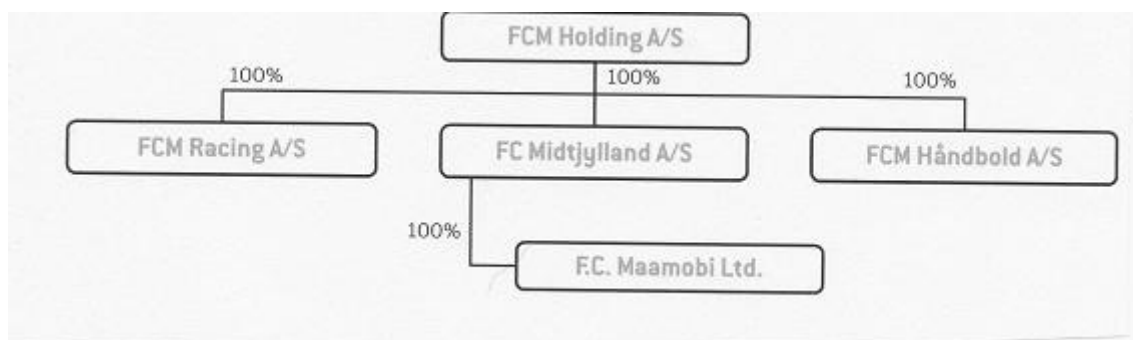 FCM Holding A/S
100%
100%
100%
FCM Racing A/S
FC Midtjylland A/S
FCM Håndbold A/S
100%
F.C. Maamobi Ltd.